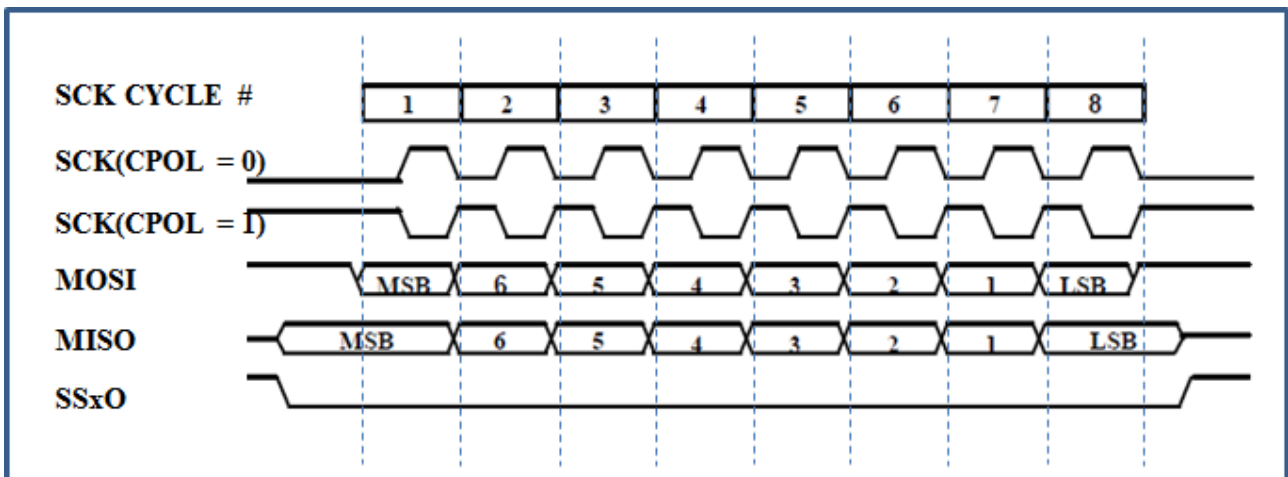 SCK CYCLE # 1 2 3 4 5 6 7 8
SCK(CPOL = 0)
SCK(CPOL = 1)
MOSI MSB 6 5 4 3 2 1 LSB
MISO MSB 6 5 4 3 2 1 LSB
SSxO